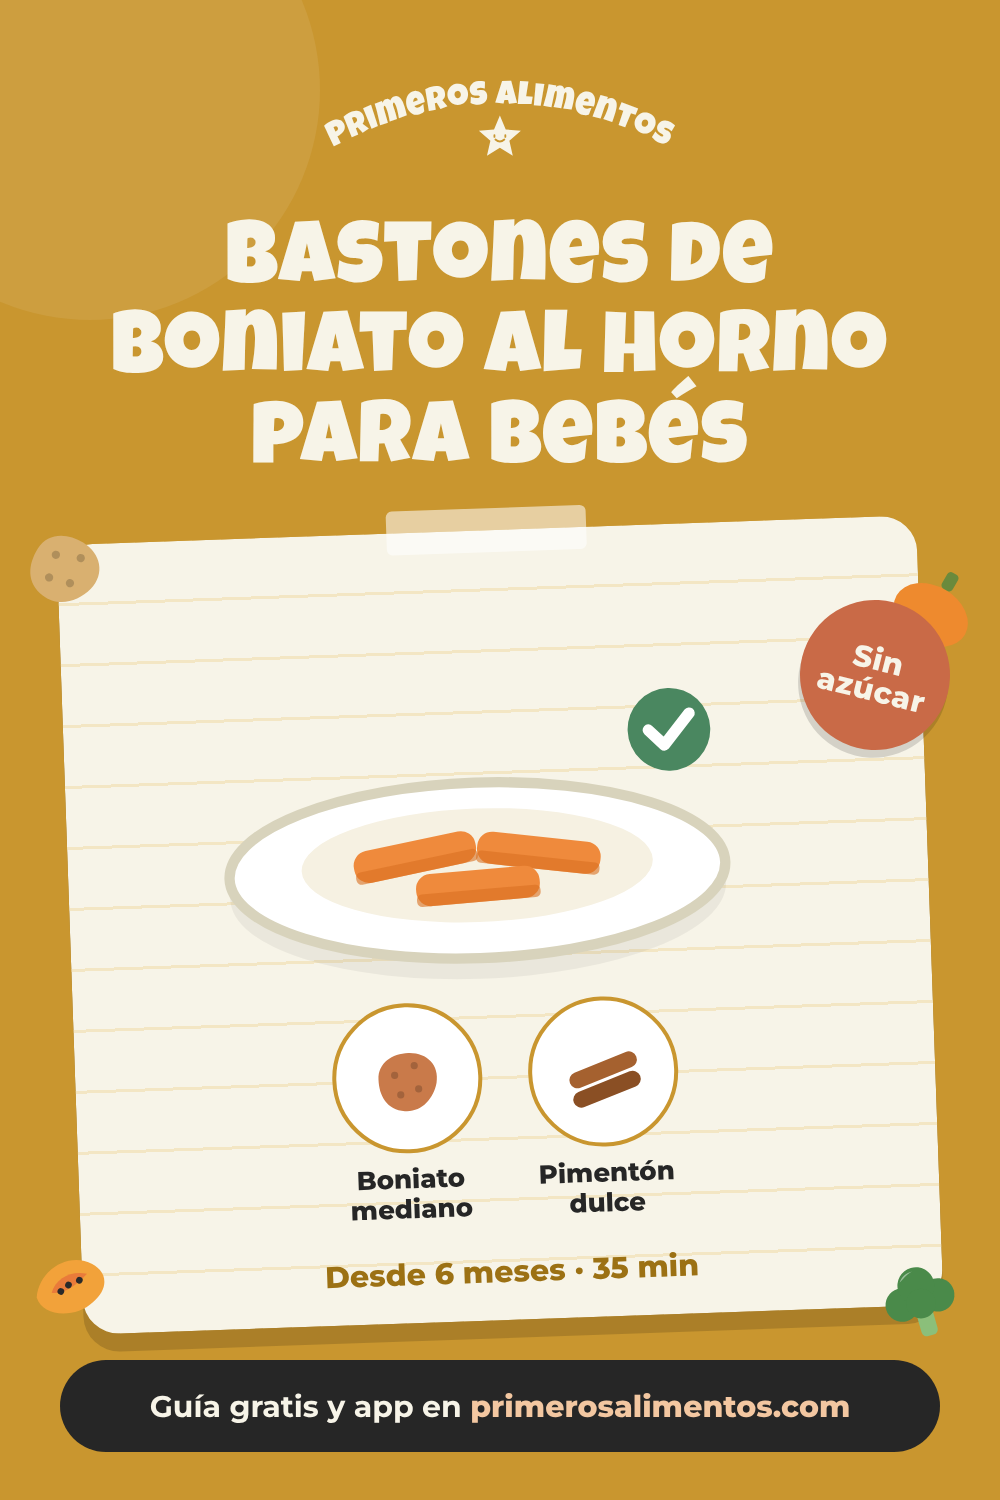 PRIMEROS ALIMENTOS
BASTONES DE
BONIATO AL HORNO
PARA BEBÉS
Sin
azúcar
Boniato
mediano
Pimentón
dulce
Desde 6 meses · 35 min
Guía gratis y app en primerosalimentos.com